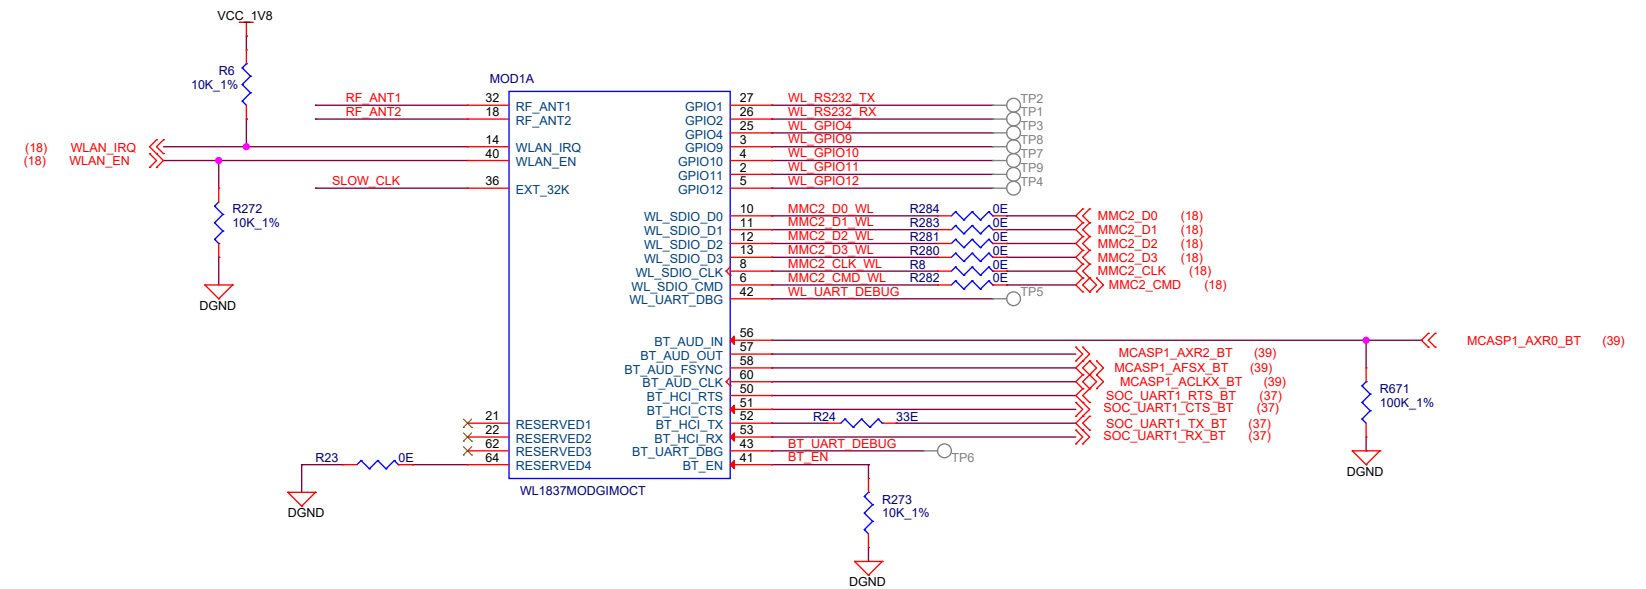 VCC_1V8
R6
10K_1%
MOD1A
RF_ANT1 32 RF_ANT1
RF_ANT2 18 RF_ANT2
(18) WLAN_IRQ 14 WLAN_IRQ
(18) WLAN_EN 40 WLAN_EN
SLOW_CLK 36 EXT_32K
R272
10K_1%
DGND
GPIO1 27 WL_RS232_TX TP2
GPIO2 26 WL_RS232_RX TP1
GPIO4 25 WL_GPIO4 TP3
GPIO9 3 WL_GPIO9 TP8
GPIO10 4 WL_GPIO10 TP7
GPIO11 2 WL_GPIO11 TP9
GPIO12 5 WL_GPIO12 TP4
WL_SDIO_D0 10 MMC2_D0_WL R284 0E MMC2_D0 (18)
WL_SDIO_D1 11 MMC2_D1_WL R283 0E MMC2_D1 (18)
WL_SDIO_D2 12 MMC2_D2_WL R281 0E MMC2_D2 (18)
WL_SDIO_D3 13 MMC2_D3_WL R280 0E MMC2_D3 (18)
WL_SDIO_CLK 8 MMC2_CLK_WL R8 0E MMC2_CLK (18)
WL_SDIO_CMD 6 MMC2_CMD_WL R282 0E MMC2_CMD (18)
WL_UART_DBG 42 WL_UART_DEBUG TP5
BT_AUD_IN 56 MCASP1_AXR0_BT (39)
BT_AUD_OUT 57 MCASP1_AXR2_BT (39)
BT_AUD_FSYNC 58 MCASP1_AFSX_BT (39)
BT_AUD_CLK 60 MCASP1_ACLKX_BT (39)
BT_HCI_RTS 50 SOC_UART1_RTS_BT (37)
BT_HCI_CTS 51 SOC_UART1_CTS_BT (37)
BT_HCI_TX 52 R24 33E SOC_UART1_TX_BT (37)
BT_HCI_RX 53 SOC_UART1_RX_BT (37)
BT_UART_DBG 43 BT_UART_DEBUG TP6
BT_EN 41 BT_EN
R671
100K_1%
DGND
21 RESERVED1
22 RESERVED2
62 RESERVED3
R23 0E 64 RESERVED4
DGND
WL1837MODGIMOCT
R273
10K_1%
DGND